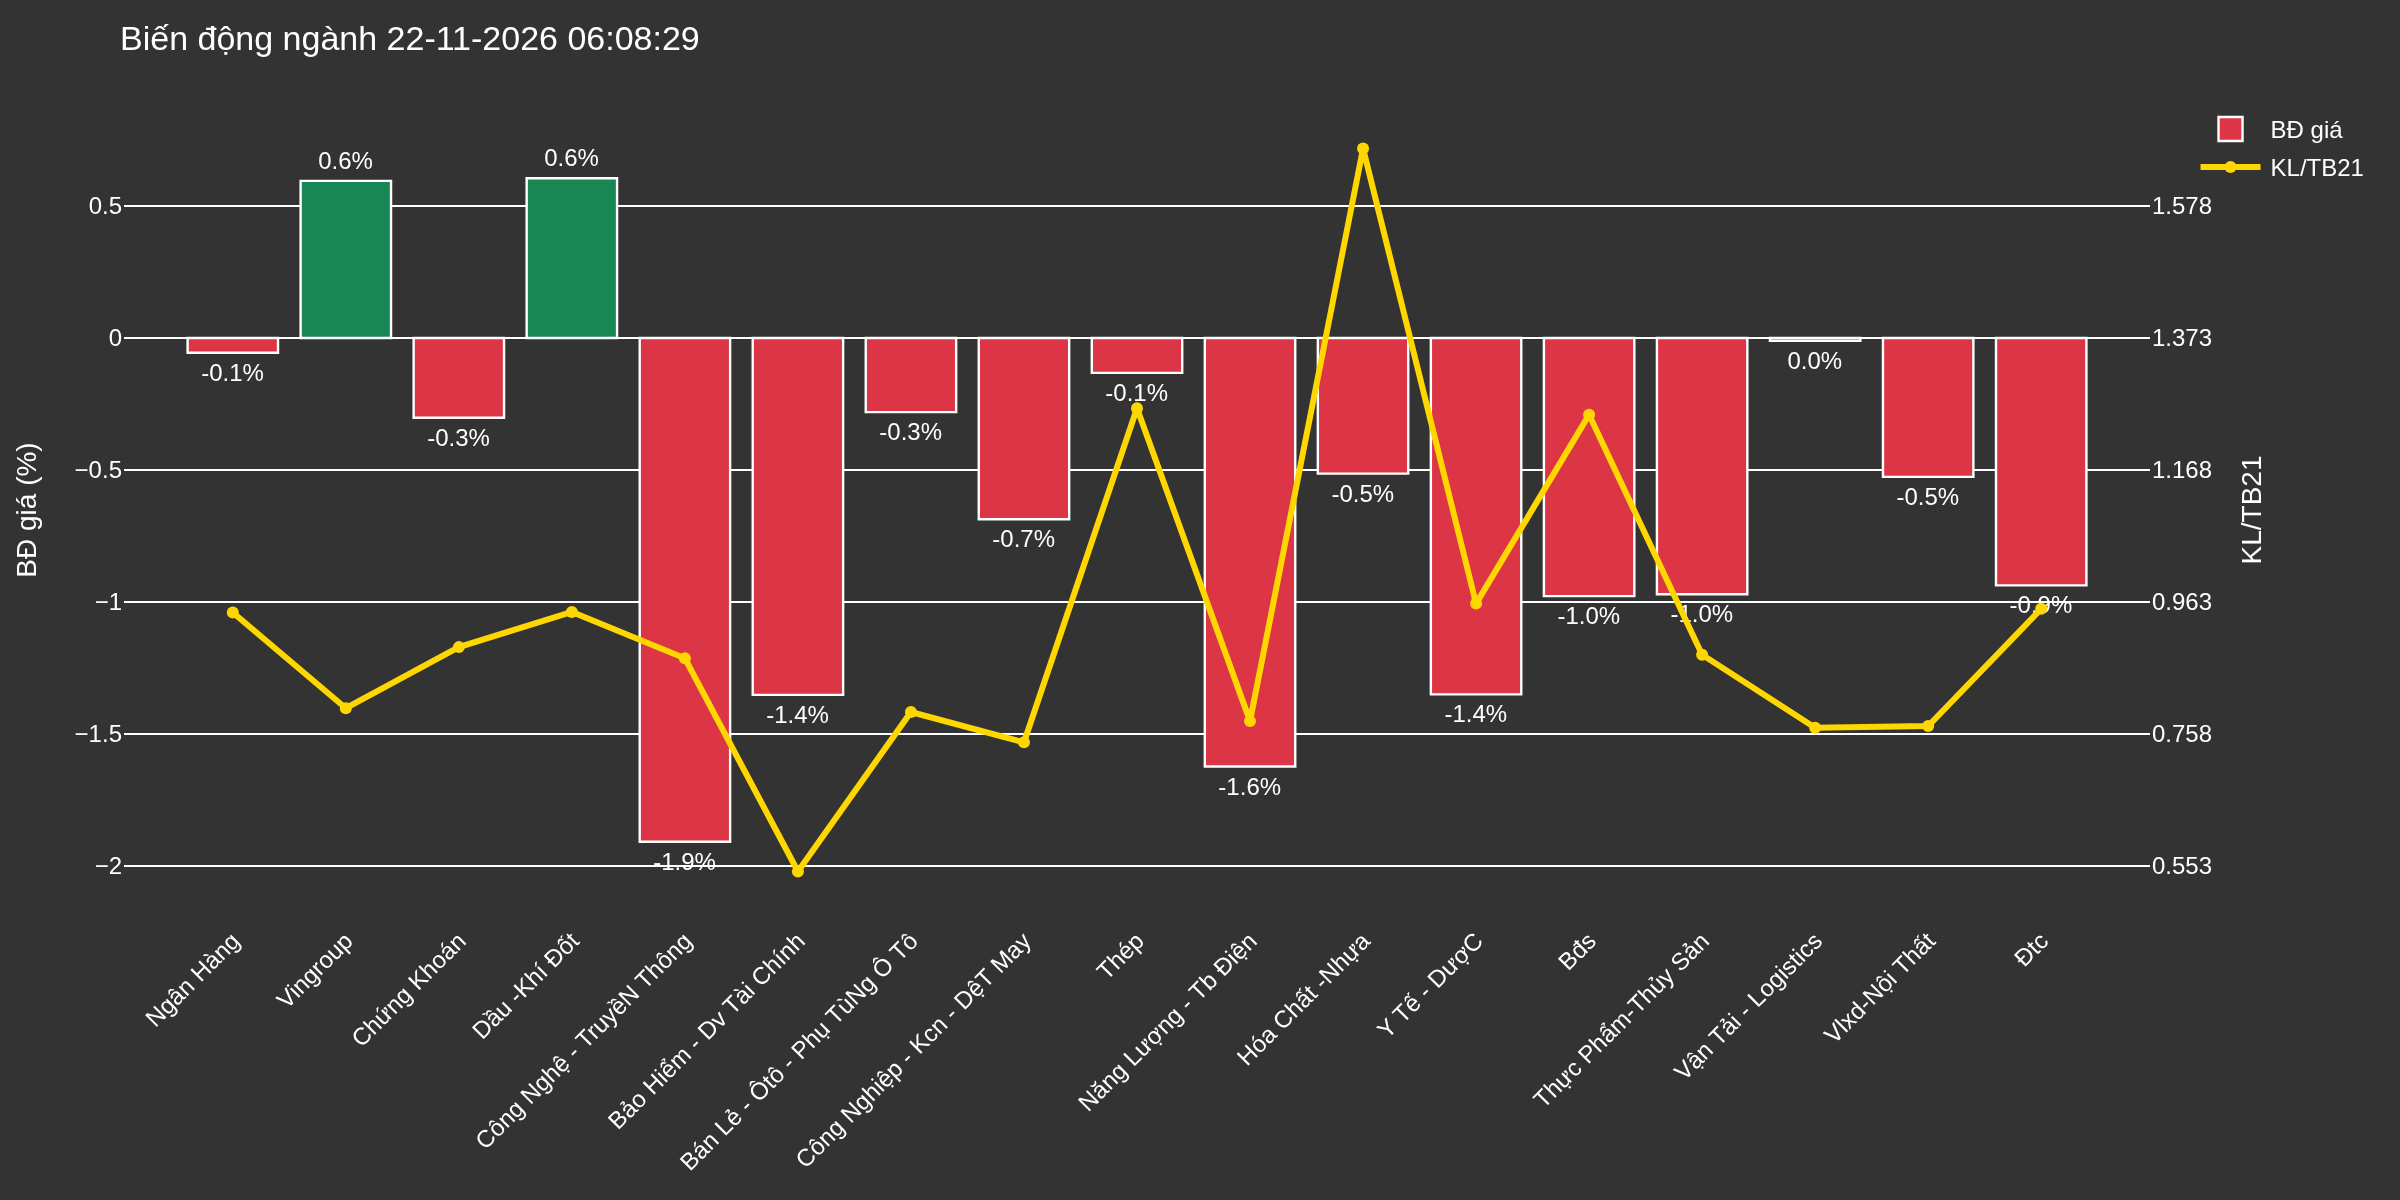 Biến động ngành 22-11-2026 06:08:29
BĐ giá
KL/TB21
0.6%
0.6%
0.5
1.578
0
1.373
-0.1%
-0.3%
-0.3%
-0.7%
-0.1%
-0.5%
0.0%
-0.5%
−0.5
1.168
BĐ giá (%)
KL/TB21
−1
0.963
-1.0%
-1.0%
-0.9%
-1.4%
-1.4%
−1.5
0.758
-1.6%
-1.9%
−2
0.553
Ngân Hàng
Vingroup
Chứng Khoán
Dầu -Khí Đốt
Công Nghệ - TruyềN Thông
Bảo Hiểm - Dv Tài Chính
Bán Lẻ - Ôtô - Phụ TùNg Ô Tô
Công Nghiệp - Kcn - DệT May
Thép
Năng Lượng - Tb Điện
Hóa Chất -Nhựa
Y Tế - DượC
Bđs
Thực Phẩm-Thủy Sản
Vận Tải - Logistics
Vlxd-Nội Thất
Đtc